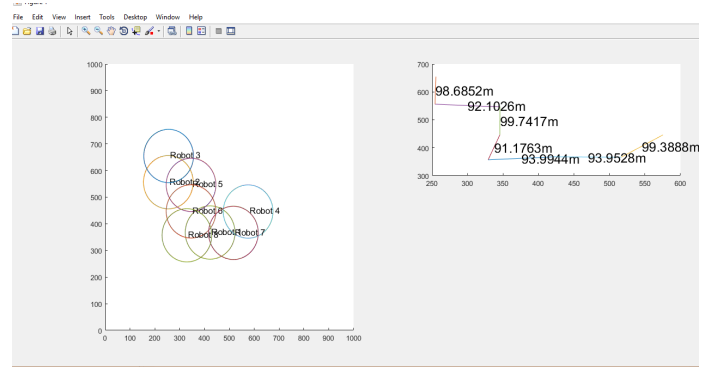 File Edit View Insert Tools Desktop Window Help
1000
900
800
700
600
500
400
300
200
100
0
0 100 200 300 400 500 600 700 800 900 1000
Robot 3
Robot 2
Robot 5
Robot 4
Robot 7
700
600
500
400
300
250 300 350 400 450 500 550 600
98.6852m
92.1026m
99.7417m
91.1763m
93.9944m
93.9528m
99.3888m